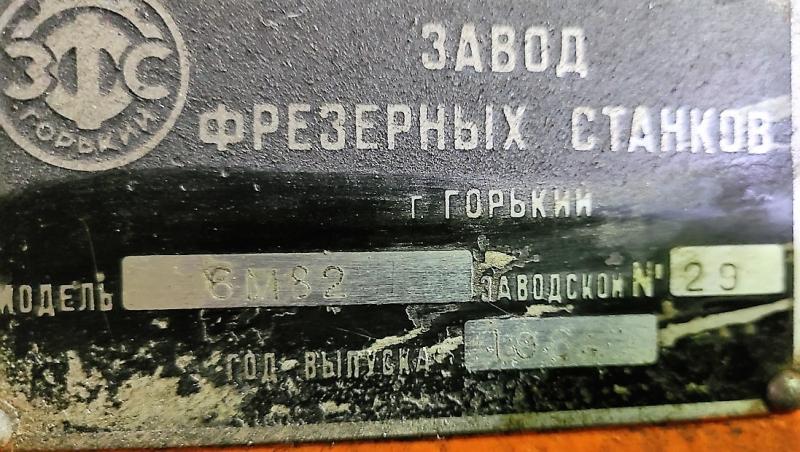 ЗФС
ГОРЬКИЙ
ЗАВОД
ФРЕЗЕРНЫХ СТАНКОВ
г ГОРЬКИЙ
МОДЕЛЬ 6М82 ЗАВОДСКОЙ № 29
ГОД ВЫПУСКА